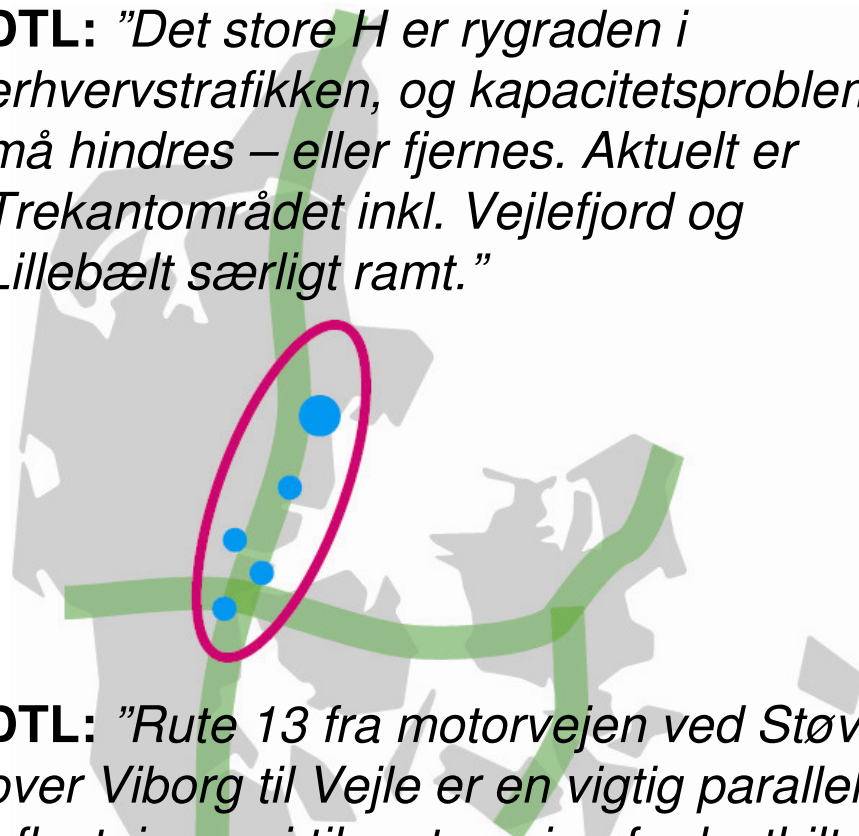 DTL: ”Det store H er rygraden i
erhvervstrafikken, og kapacitetsproblem
må hindres – eller fjernes. Aktuelt er
Trekantområdet inkl. Vejlefjord og
Lillebælt særligt ramt.”
DTL: ”Rute 13 fra motorvejen ved Støv
over Viborg til Vejle er en vigtig parallel